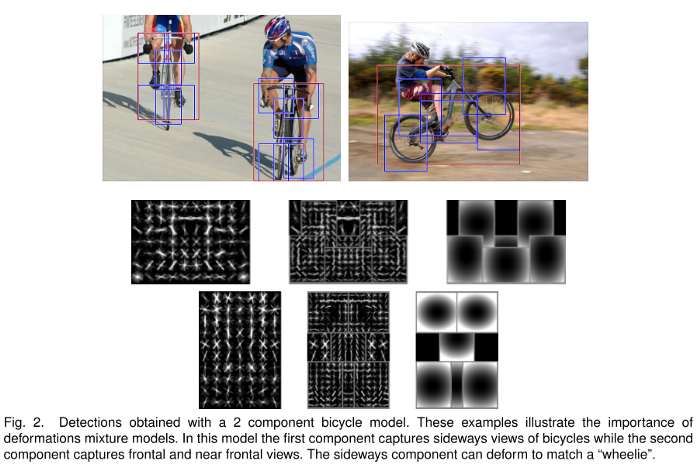 Fig. 2. Detections obtained with a 2 component bicycle model. These examples illustrate the importance of
deformations mixture models. In this model the first component captures sideways views of bicycles while the second
component captures frontal and near frontal views. The sideways component can deform to match a “wheelie”.